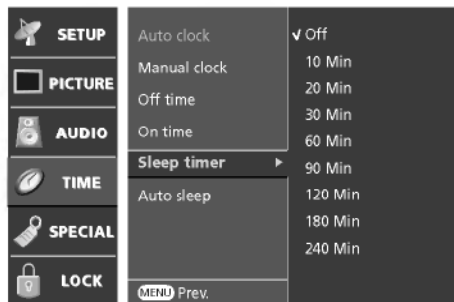 SETUP
PICTURE
AUDIO
TIME
SPECIAL
LOCK
Auto clock
Manual clock
Off time
On time
Sleep timer
Auto sleep
MENU Prev.
Off
10 Min
20 Min
30 Min
60 Min
90 Min
120 Min
180 Min
240 Min